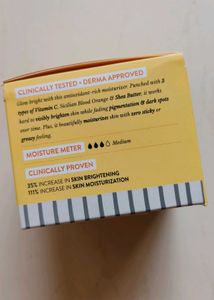 CLINICALLY TESTED • DERMA APPROVED
Glow bright with this antioxidant-rich moisturizer. Punched with 3
types of Vitamin C, Sicilian Blood Orange & Shea Butter, it works
hard to visibly brighten skin while fading pigmentation & dark spots
over time. Plus, it beautifully moisturizes skin with zero sticky or
greasy feeling.
MOISTURE METER Medium
CLINICALLY PROVEN
35% INCREASE IN SKIN BRIGHTENING
111% INCREASE IN SKIN MOISTURIZATION